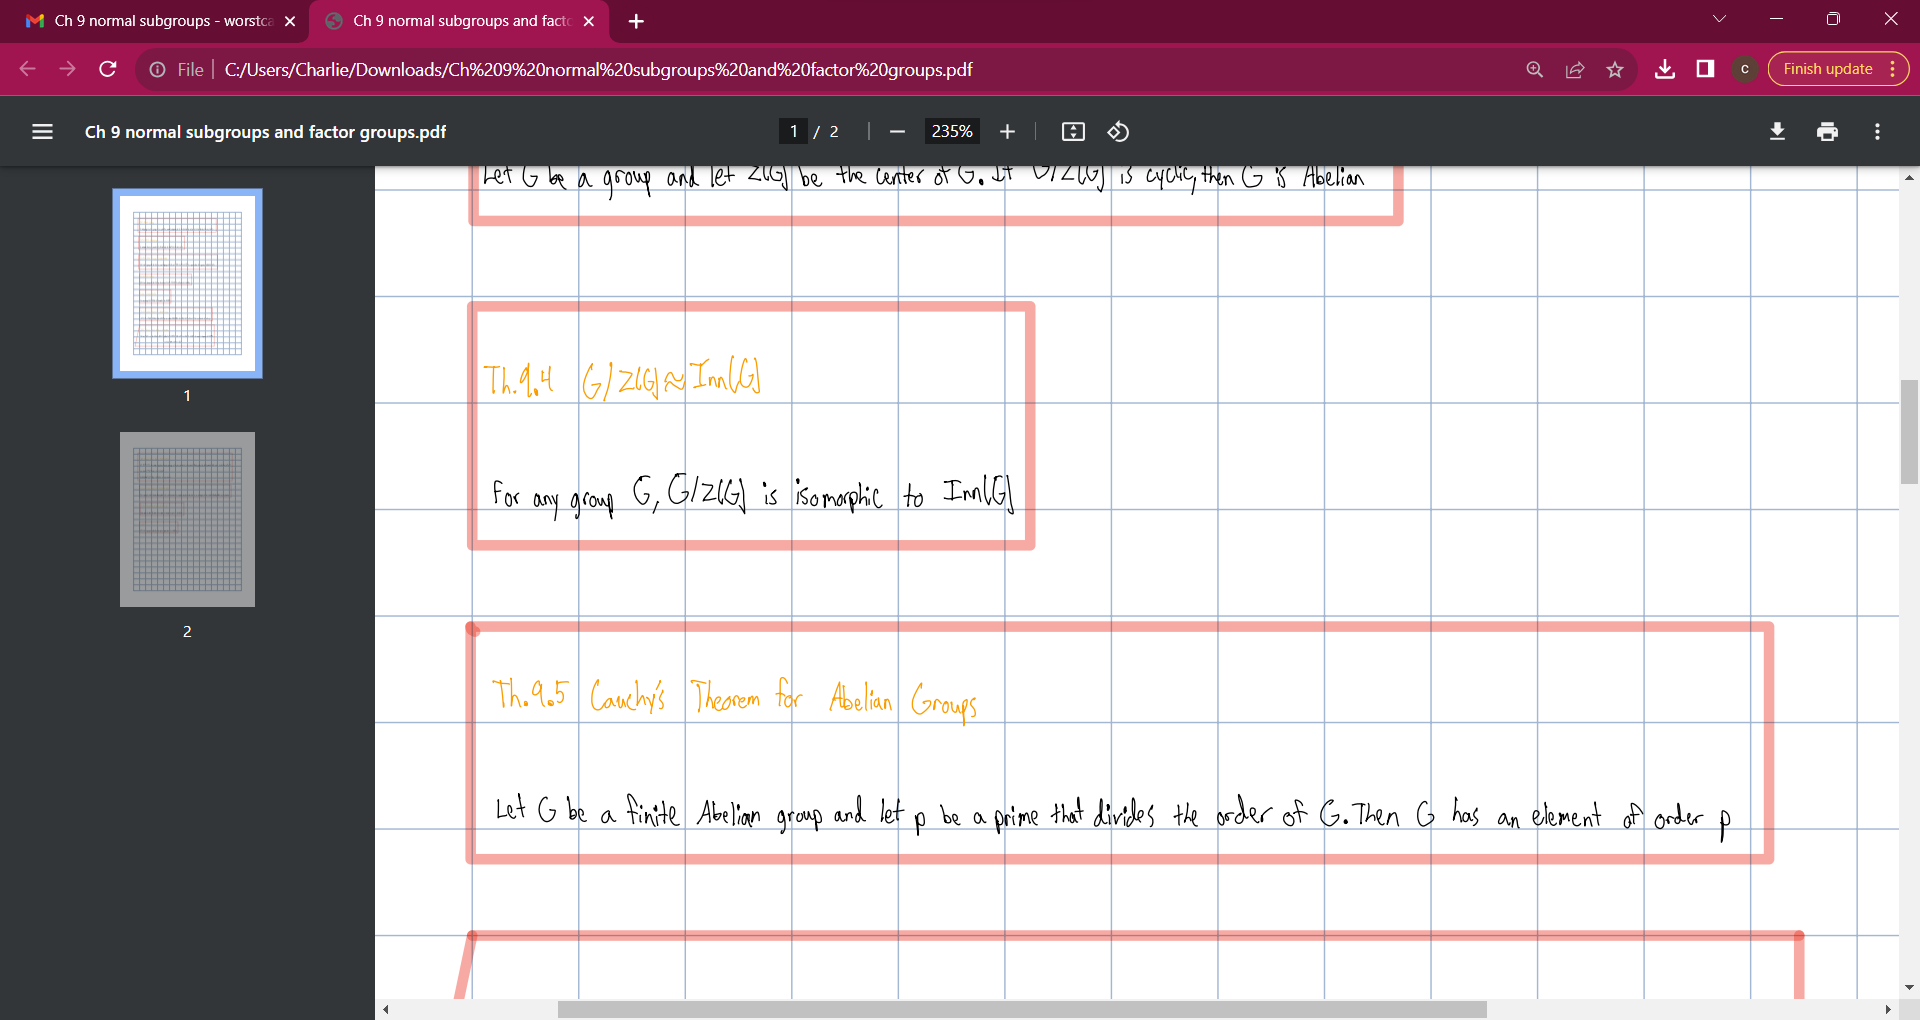 Ch 9 normal subgroups - worstca
Ch 9 normal subgroups and facto
File
C:/Users/Charlie/Downloads/Ch%209%20normal%20subgroups%20and%20factor%20groups.pdf
C
Finish update
Ch 9 normal subgroups and factor groups.pdf
1 / 2
235%
Let G be a group and let Z(G) be the center of G. If G/Z(G) is cyclic, then G is Abelian
Th.9.4 G/Z(G)≈Inn(G)
For any group G, G/Z(G) is isomorphic to Inn(G)
1
Th.9.5 Cauchy's Theorem for Abelian Groups
Let G be a finite Abelian group and let p be a prime that divides the order of G. Then G has an element of order p
2